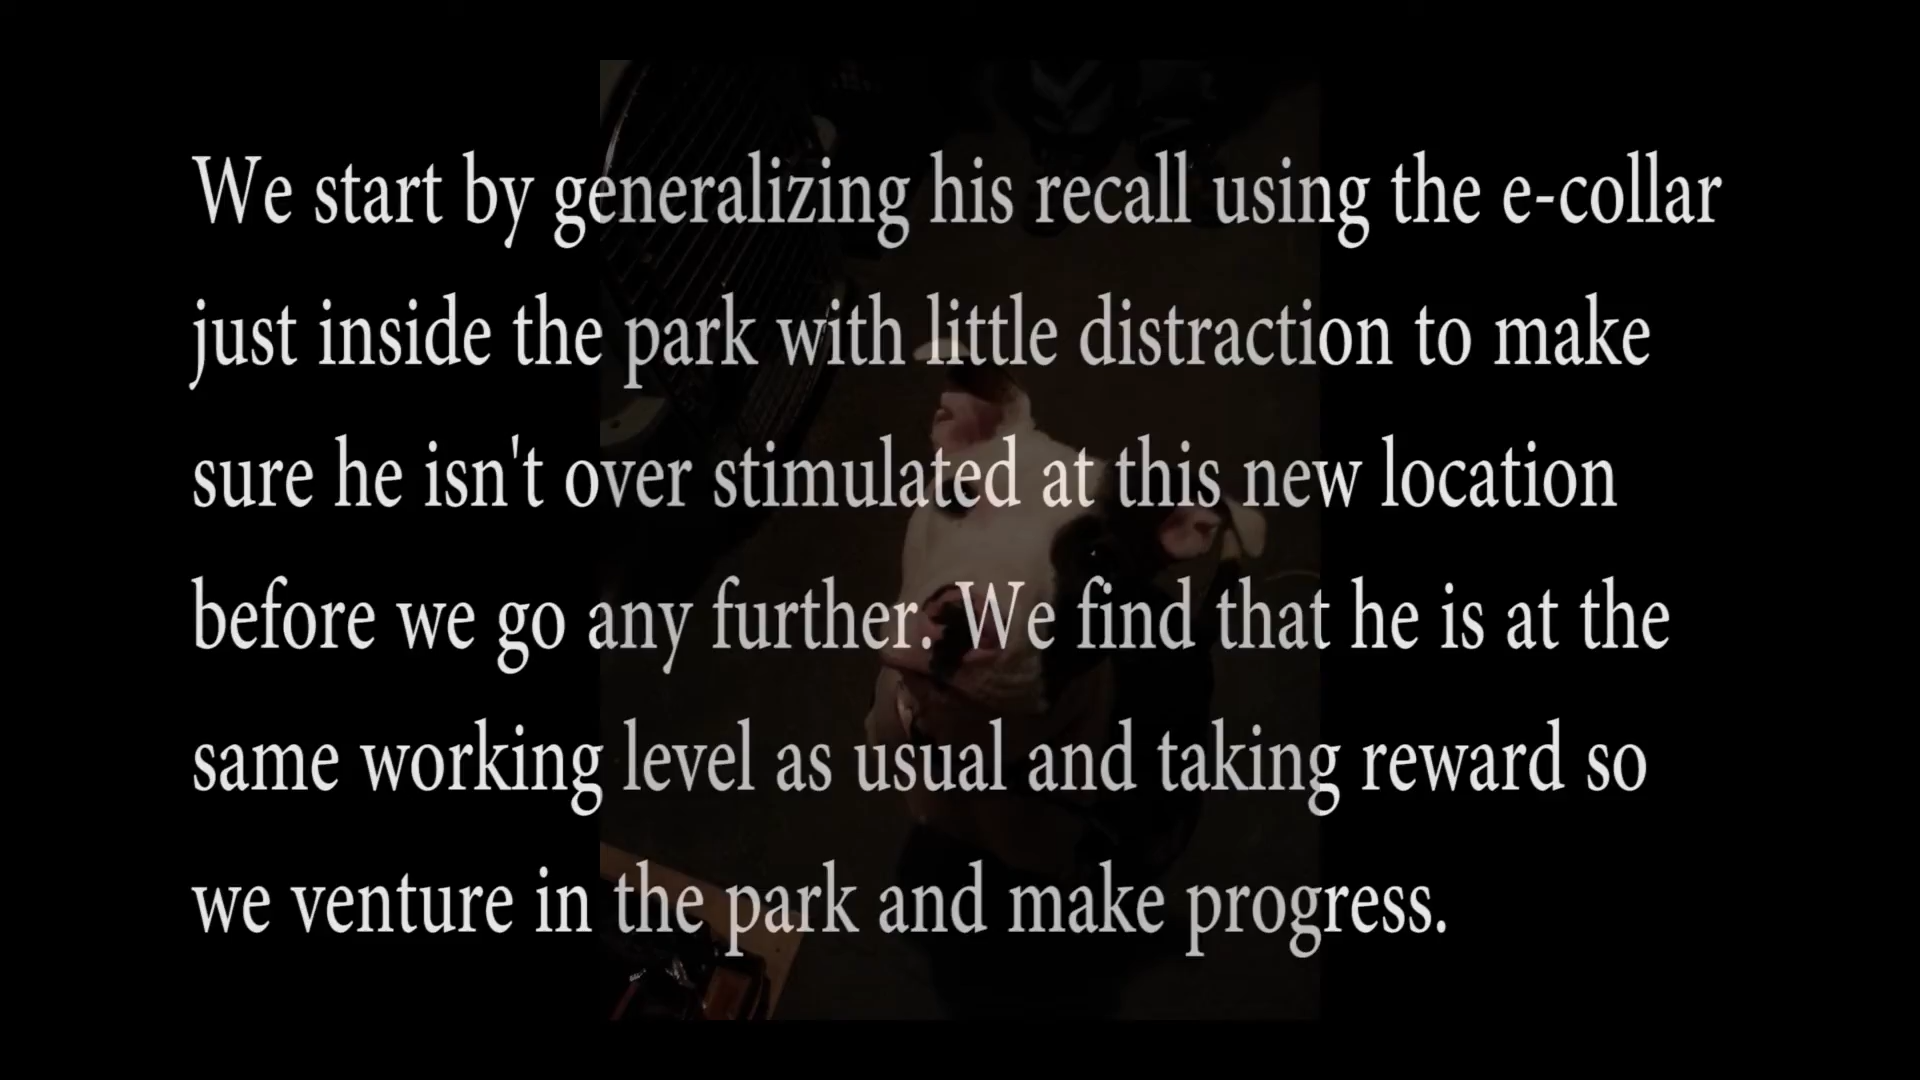 We start by generalizing his recall using the e-collar
just inside the park with little distraction to make
sure he isn't over stimulated at this new location
before we go any further. We find that he is at the
same working level as usual and taking reward so
we venture in the park and make progress.